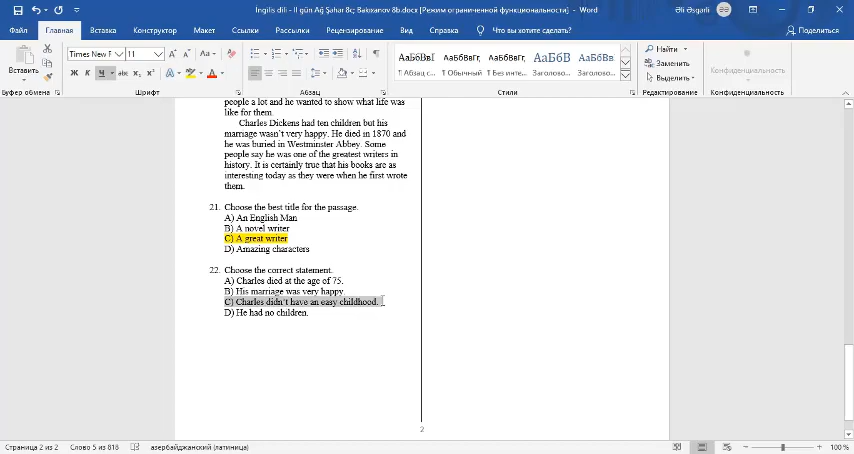 İngilis dili - II gün Ağ Şəhər 8c; Bakıxanov 8b.docx [Режим ограниченной функциональности] - Word
Əli Əsgərli
Файл Главная Вставка Конструктор Макет Ссылки Рассылки Рецензирование Вид Справка Что вы хотите сделать? Поделиться
Times New F 11
Вставить
Ж К Ч abc x₂ x²
АаБбВвІ АаБбВвГг, АаБбВвГг, АаБбВ АаБбВвГ
¶ Абзац с... ¶ Обычный ¶ Без инте... Заголово... Заголово...
Найти
Заменить
Выделить
Конфиденциальность
Буфер обмена Шрифт Абзац Стили Редактирование Конфиденциальность
people a lot and he wanted to show what life was
like for them.
Charles Dickens had ten children but his
marriage wasn't very happy. He died in 1870 and
he was buried in Westminster Abbey. Some
people say he was one of the greatest writers in
history. It is certainly true that his books are as
interesting today as they were when he first wrote
them.
21. Choose the best title for the passage.
A) An English Man
B) A novel writer
C) A great writer
D) Amazing characters
22. Choose the correct statement.
A) Charles died at the age of 75.
B) His marriage was very happy.
C) Charles didn't have an easy childhood.
D) He had no children.
2
Страница 2 из 2 Слово 5 из 818 азербайджанский (латиница) 100 %